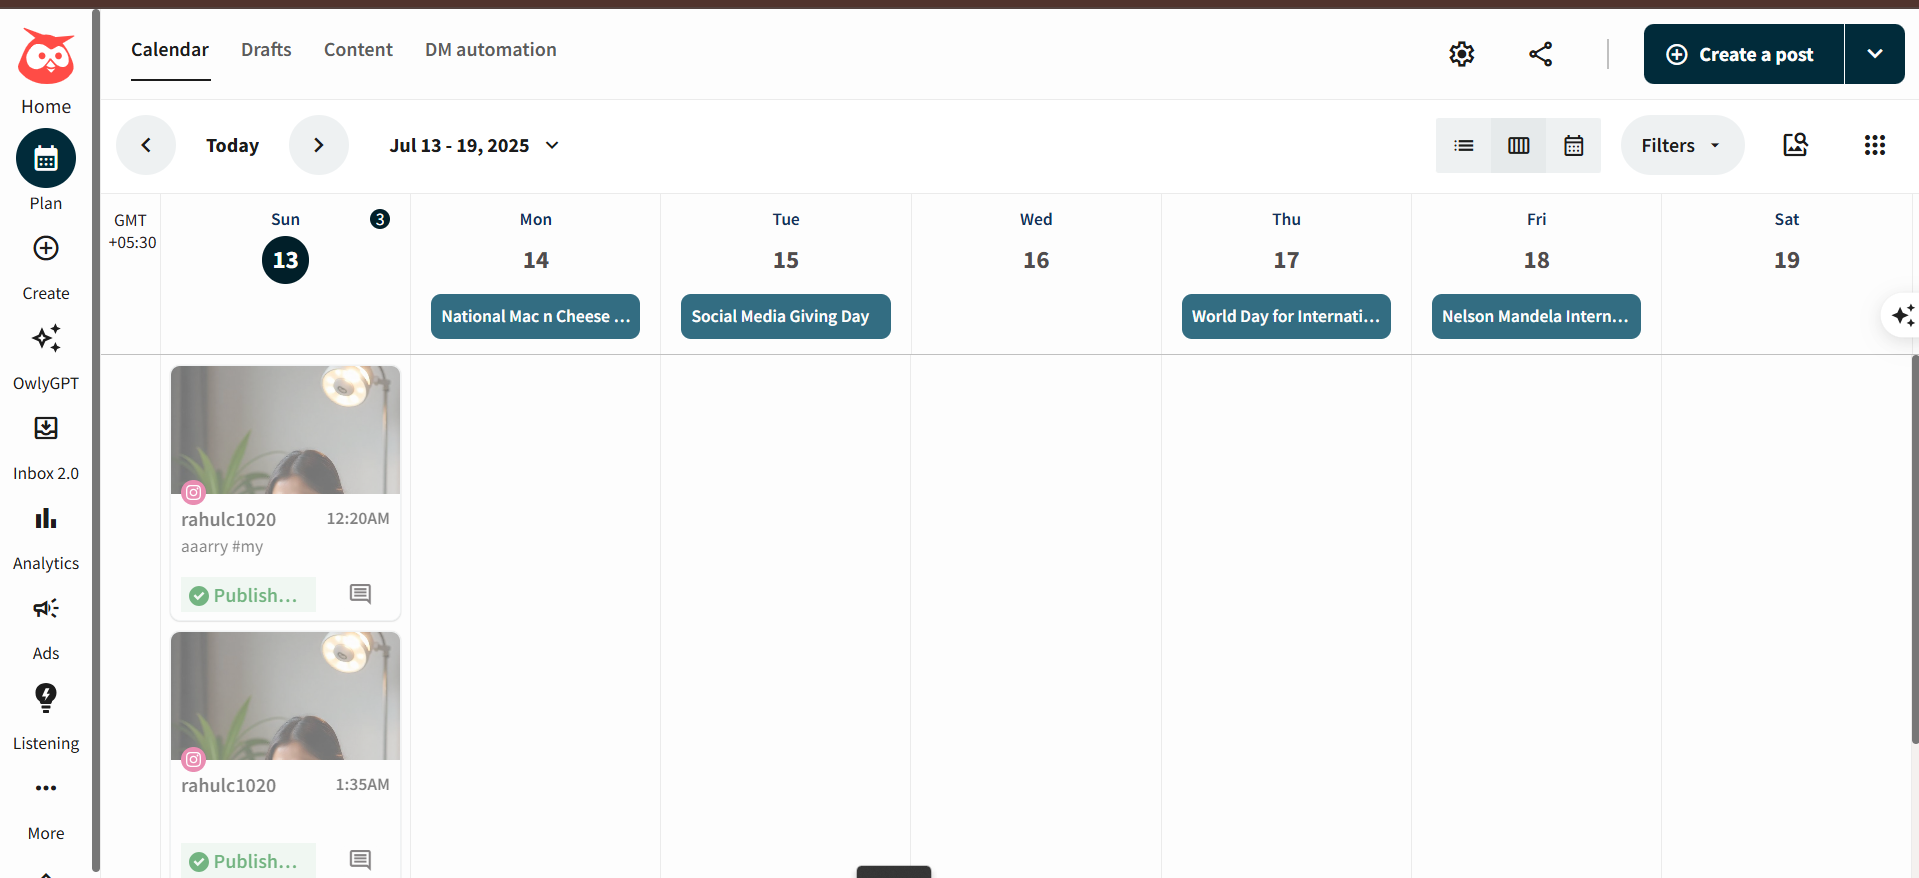 Home
Plan
Create
OwlyGPT
Inbox 2.0
Analytics
Ads
Listening
More
Calendar Drafts Content DM automation
Create a post
Today Jul 13 - 19, 2025
Filters
GMT
+05:30
Sun 3
13
Mon
14
National Mac n Cheese ...
Tue
15
Social Media Giving Day
Wed
16
Thu
17
World Day for Internati...
Fri
18
Nelson Mandela Intern...
Sat
19
rahulc1020 12:20AM
aaarry #my
Publish...
rahulc1020 1:35AM
Publish...